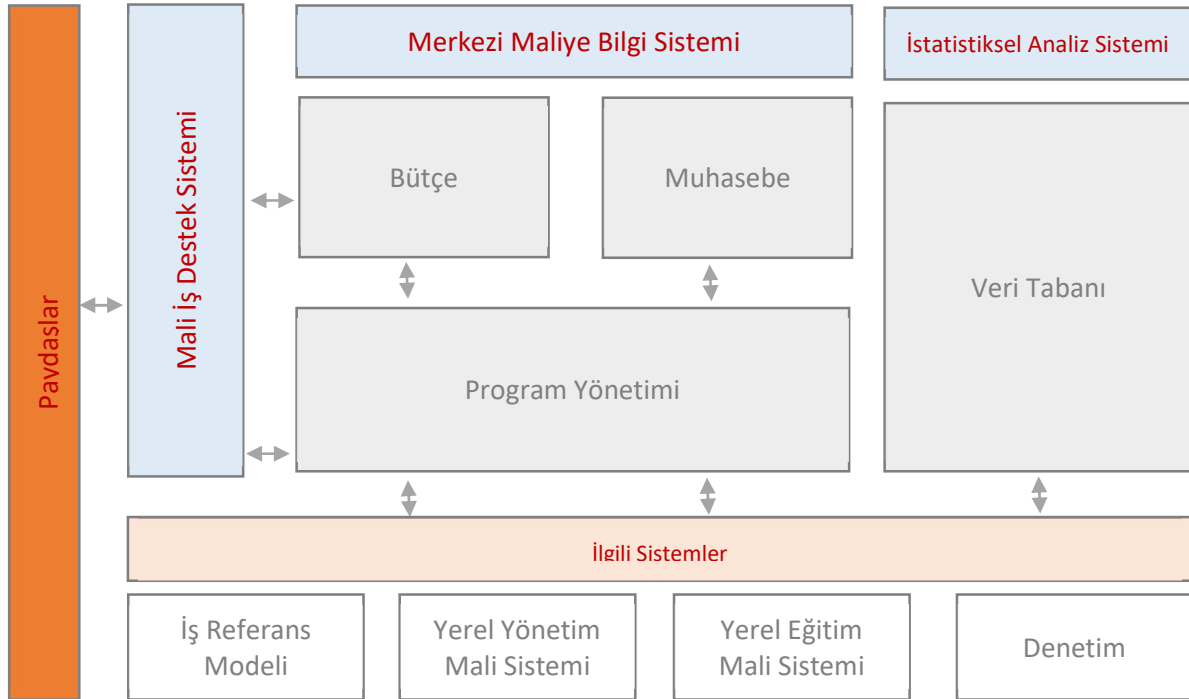 Merkezi Maliye Bilgi Sistemi
İstatistiksel Analiz Sistemi
Paydaşlar
Mali İş Destek Sistemi
Bütçe
Muhasebe
Veri Tabanı
Program Yönetimi
İlgili Sistemler
İş Referans
Modeli
Yerel Yönetim
Mali Sistemi
Yerel Eğitim
Mali Sistemi
Denetim